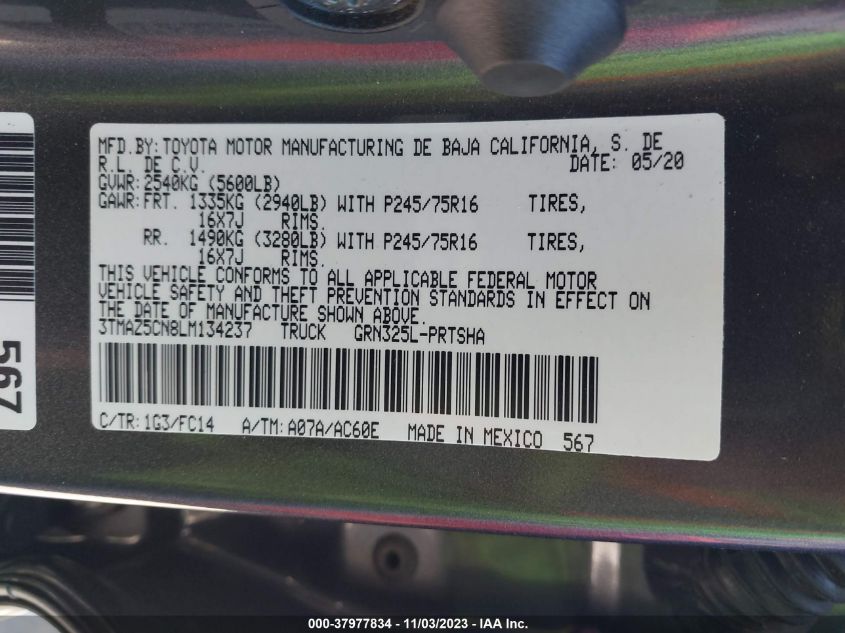 MFD.BY: TOYOTA MOTOR MANUFACTURING DE BAJA CALIFORNIA, S. DE
R.L. DE C.V. DATE: 05/20
GVWR: 2540KG (5600LB)
GAWR: FRT. 1335KG (2940LB) WITH P245/75R16 TIRES,
16X7J RIMS.
RR. 1490KG (3280LB) WITH P245/75R16 TIRES,
16X7J RIMS.
THIS VEHICLE CONFORMS TO ALL APPLICABLE FEDERAL MOTOR
VEHICLE SAFETY AND THEFT PREVENTION STANDARDS IN EFFECT ON
THE DATE OF MANUFACTURE SHOWN ABOVE.
3TMAZ5CN8LM134237 TRUCK GRN325L-PRTSHA
C/TR: 1G3/FC14 A/TM: A07A/AC60E MADE IN MEXICO 567
567
000-37977834 - 11/03/2023 - IAA Inc.